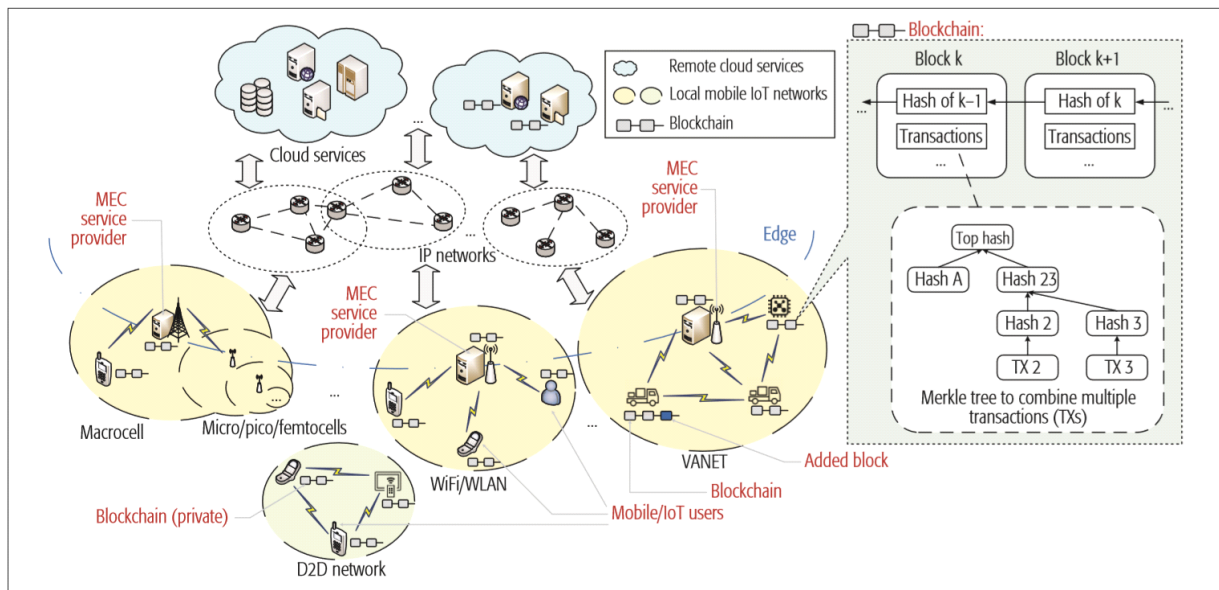 Blockchain:
Block k
Block k+1
Hash of k–1
Hash of k
...
...
Transactions
Transactions
...
...
Remote cloud services
Local mobile IoT networks
Blockchain
...
Cloud services
MEC
service
provider
MEC
service
provider
...
IP networks
Edge
MEC
service
provider
Top hash
Hash A
Hash 23
Hash 2
Hash 3
TX 2
TX 3
Merkle tree to combine multiple
transactions (TXs)
...
...
...
Macrocell
Micro/pico/femtocells
WiFi/WLAN
VANET
Added block
Blockchain
Blockchain (private)
Mobile/IoT users
D2D network